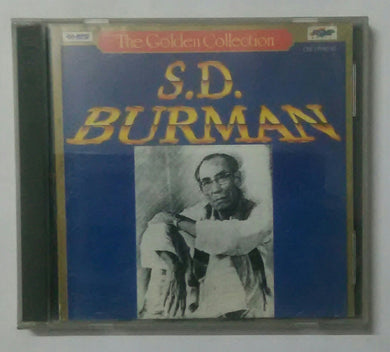 The Golden Collection
S.D.
BURMAN